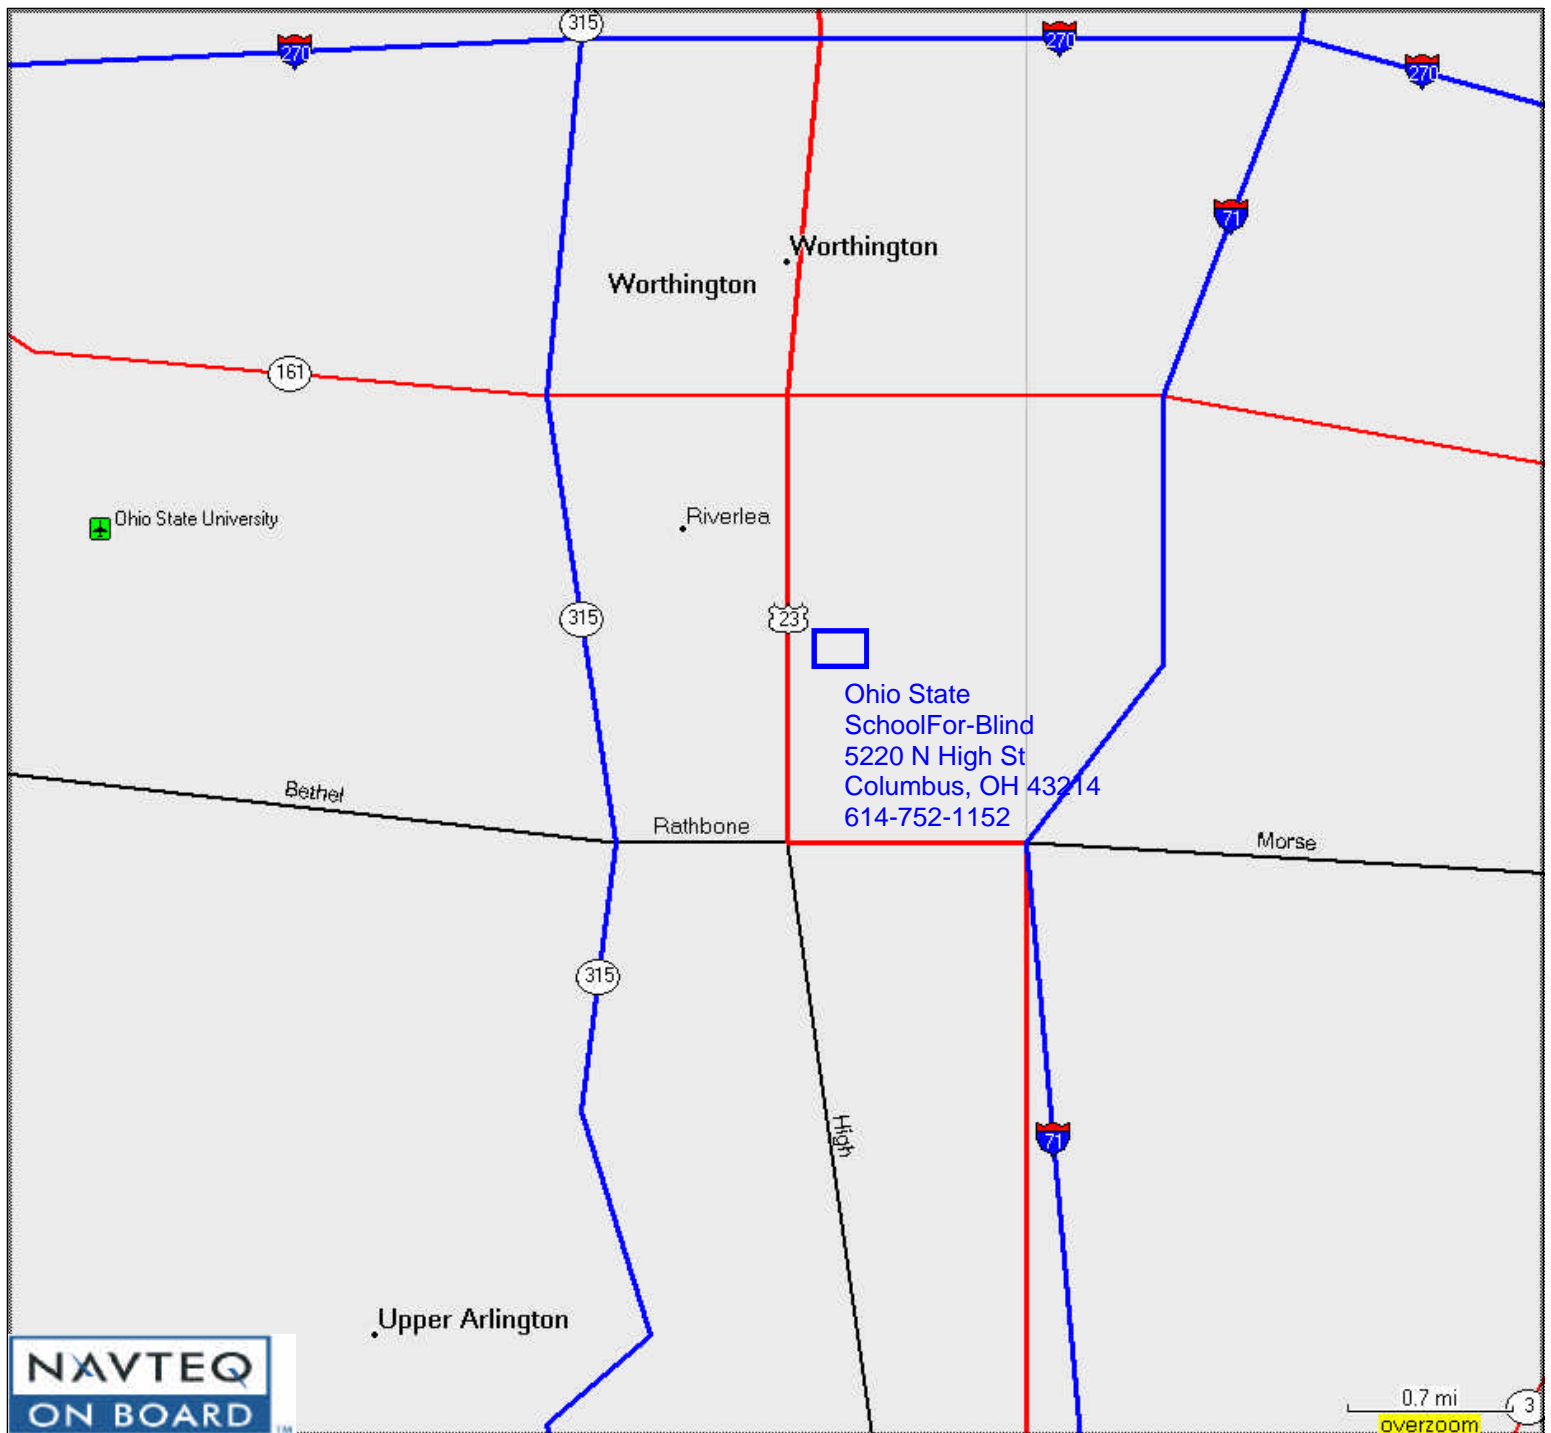 315
270
270
270
71
Worthington
Worthington
161
Ohio State University
Riverlea
315
23
Ohio State
SchoolFor-Blind
5220 N High St
Columbus, OH 43214
614-752-1152
Bethel
Rathbone
Morse
315
High
71
Upper Arlington
NAVTEQ
ON BOARD ™
0.7 mi
3
overzoom